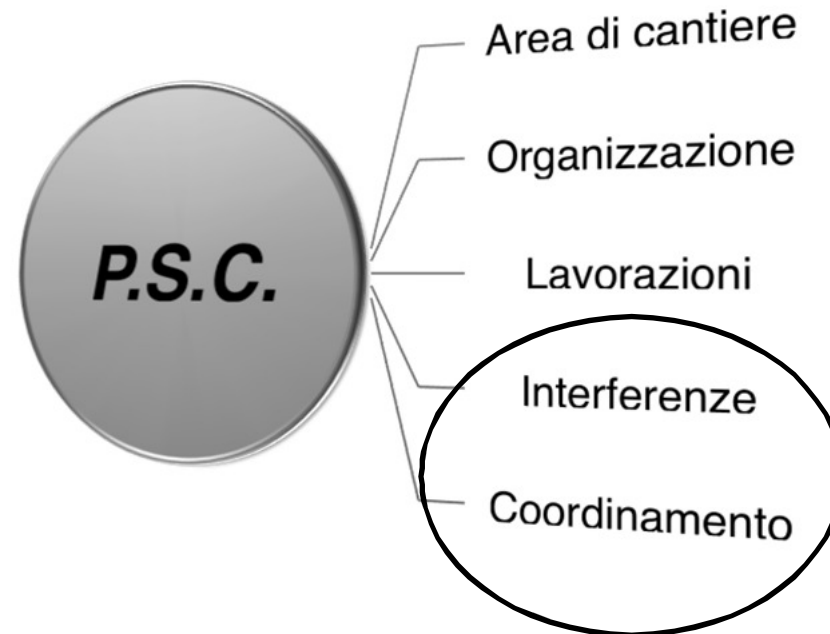 P.S.C.
Area di cantiere
Organizzazione
Lavorazioni
Interferenze
Coordinamento